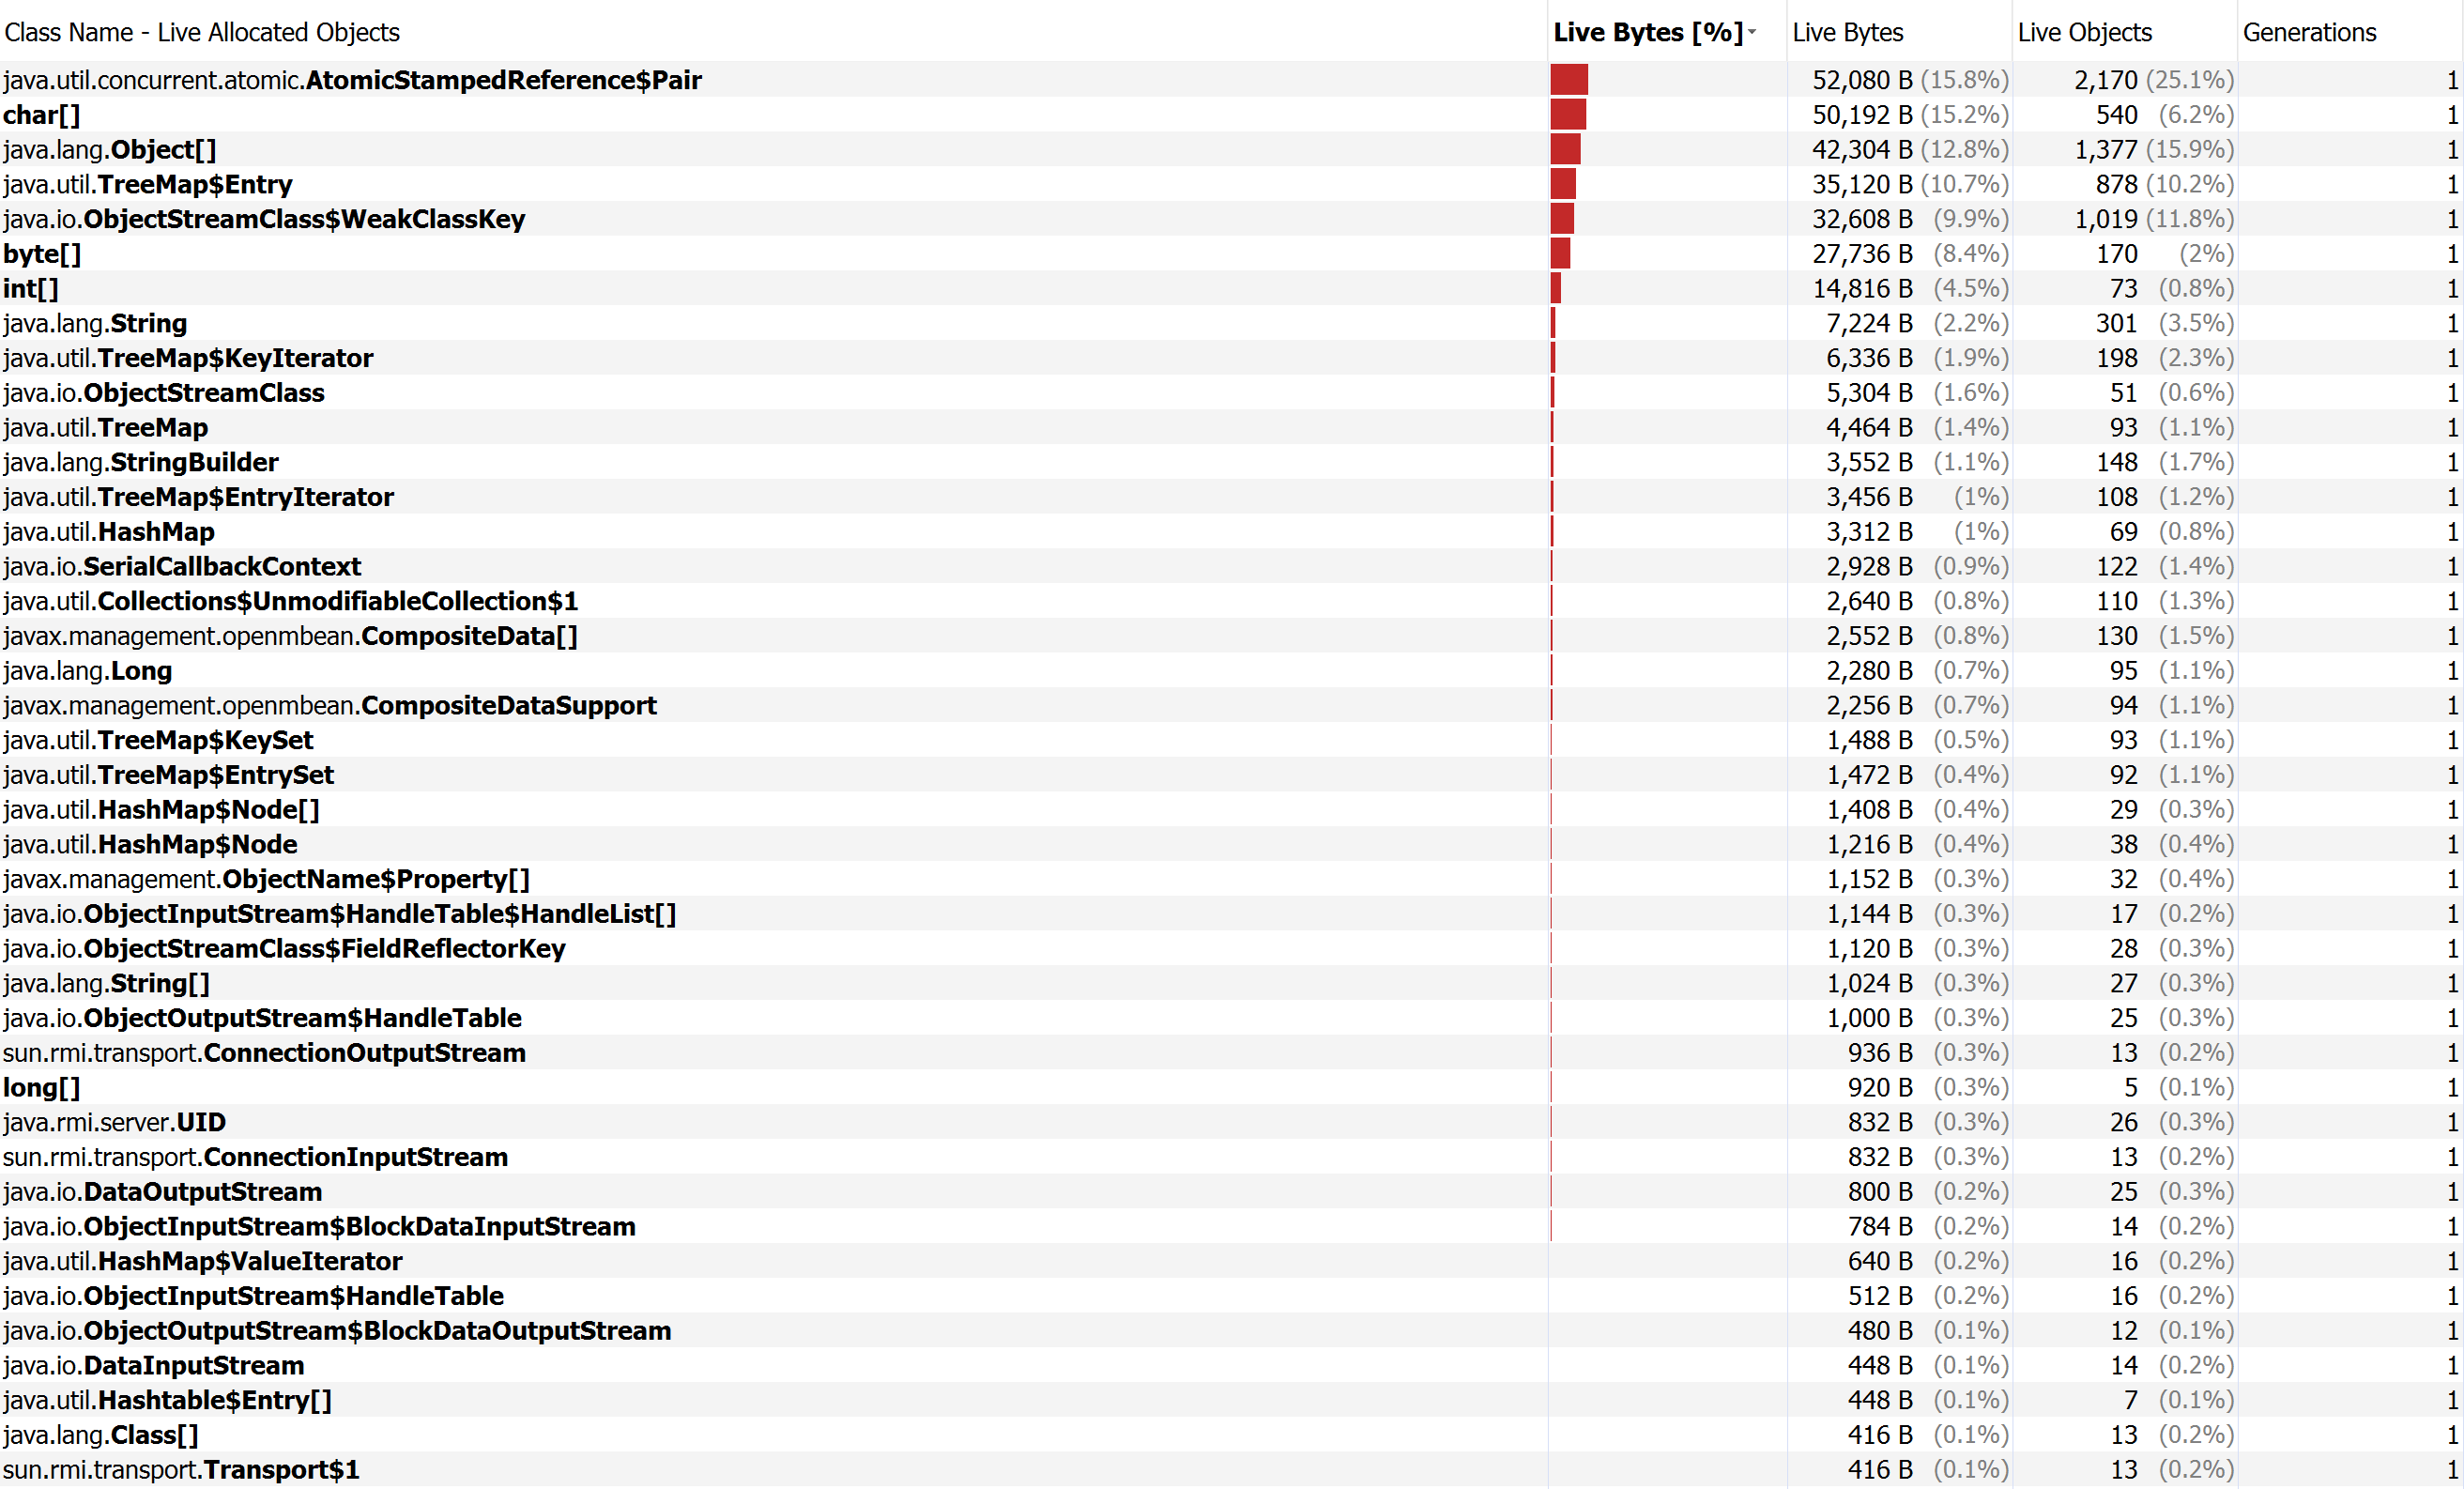 Class Name - Live Allocated Objects Live Bytes [%] Live Bytes Live Objects Generations
java.util.concurrent.atomic.AtomicStampedReference$Pair 52,080 B (15.8%) 2,170 (25.1%) 1
char[] 50,192 B (15.2%) 540 (6.2%) 1
java.lang.Object[] 42,304 B (12.8%) 1,377 (15.9%) 1
java.util.TreeMap$Entry 35,120 B (10.7%) 878 (10.2%) 1
java.io.ObjectStreamClass$WeakClassKey 32,608 B (9.9%) 1,019 (11.8%) 1
byte[] 27,736 B (8.4%) 170 (2%) 1
int[] 14,816 B (4.5%) 73 (0.8%) 1
java.lang.String 7,224 B (2.2%) 301 (3.5%) 1
java.util.TreeMap$KeyIterator 6,336 B (1.9%) 198 (2.3%) 1
java.io.ObjectStreamClass 5,304 B (1.6%) 51 (0.6%) 1
java.util.TreeMap 4,464 B (1.4%) 93 (1.1%) 1
java.lang.StringBuilder 3,552 B (1.1%) 148 (1.7%) 1
java.util.TreeMap$EntryIterator 3,456 B (1%) 108 (1.2%) 1
java.util.HashMap 3,312 B (1%) 69 (0.8%) 1
java.io.SerialCallbackContext 2,928 B (0.9%) 122 (1.4%) 1
java.util.Collections$UnmodifiableCollection$1 2,640 B (0.8%) 110 (1.3%) 1
javax.management.openmbean.CompositeData[] 2,552 B (0.8%) 130 (1.5%) 1
java.lang.Long 2,280 B (0.7%) 95 (1.1%) 1
javax.management.openmbean.CompositeDataSupport 2,256 B (0.7%) 94 (1.1%) 1
java.util.TreeMap$KeySet 1,488 B (0.5%) 93 (1.1%) 1
java.util.TreeMap$EntrySet 1,472 B (0.4%) 92 (1.1%) 1
java.util.HashMap$Node[] 1,408 B (0.4%) 29 (0.3%) 1
java.util.HashMap$Node 1,216 B (0.4%) 38 (0.4%) 1
javax.management.ObjectName$Property[] 1,152 B (0.3%) 32 (0.4%) 1
java.io.ObjectInputStream$HandleTable$HandleList[] 1,144 B (0.3%) 17 (0.2%) 1
java.io.ObjectStreamClass$FieldReflectorKey 1,120 B (0.3%) 28 (0.3%) 1
java.lang.String[] 1,024 B (0.3%) 27 (0.3%) 1
java.io.ObjectOutputStream$HandleTable 1,000 B (0.3%) 25 (0.3%) 1
sun.rmi.transport.ConnectionOutputStream 936 B (0.3%) 13 (0.2%) 1
long[] 920 B (0.3%) 5 (0.1%) 1
java.rmi.server.UID 832 B (0.3%) 26 (0.3%) 1
sun.rmi.transport.ConnectionInputStream 832 B (0.3%) 13 (0.2%) 1
java.io.DataOutputStream 800 B (0.2%) 25 (0.3%) 1
java.io.ObjectInputStream$BlockDataInputStream 784 B (0.2%) 14 (0.2%) 1
java.util.HashMap$ValueIterator 640 B (0.2%) 16 (0.2%) 1
java.io.ObjectInputStream$HandleTable 512 B (0.2%) 16 (0.2%) 1
java.io.ObjectOutputStream$BlockDataOutputStream 480 B (0.1%) 12 (0.1%) 1
java.io.DataInputStream 448 B (0.1%) 14 (0.2%) 1
java.util.Hashtable$Entry[] 448 B (0.1%) 7 (0.1%) 1
java.lang.Class[] 416 B (0.1%) 13 (0.2%) 1
sun.rmi.transport.Transport$1 416 B (0.1%) 13 (0.2%) 1